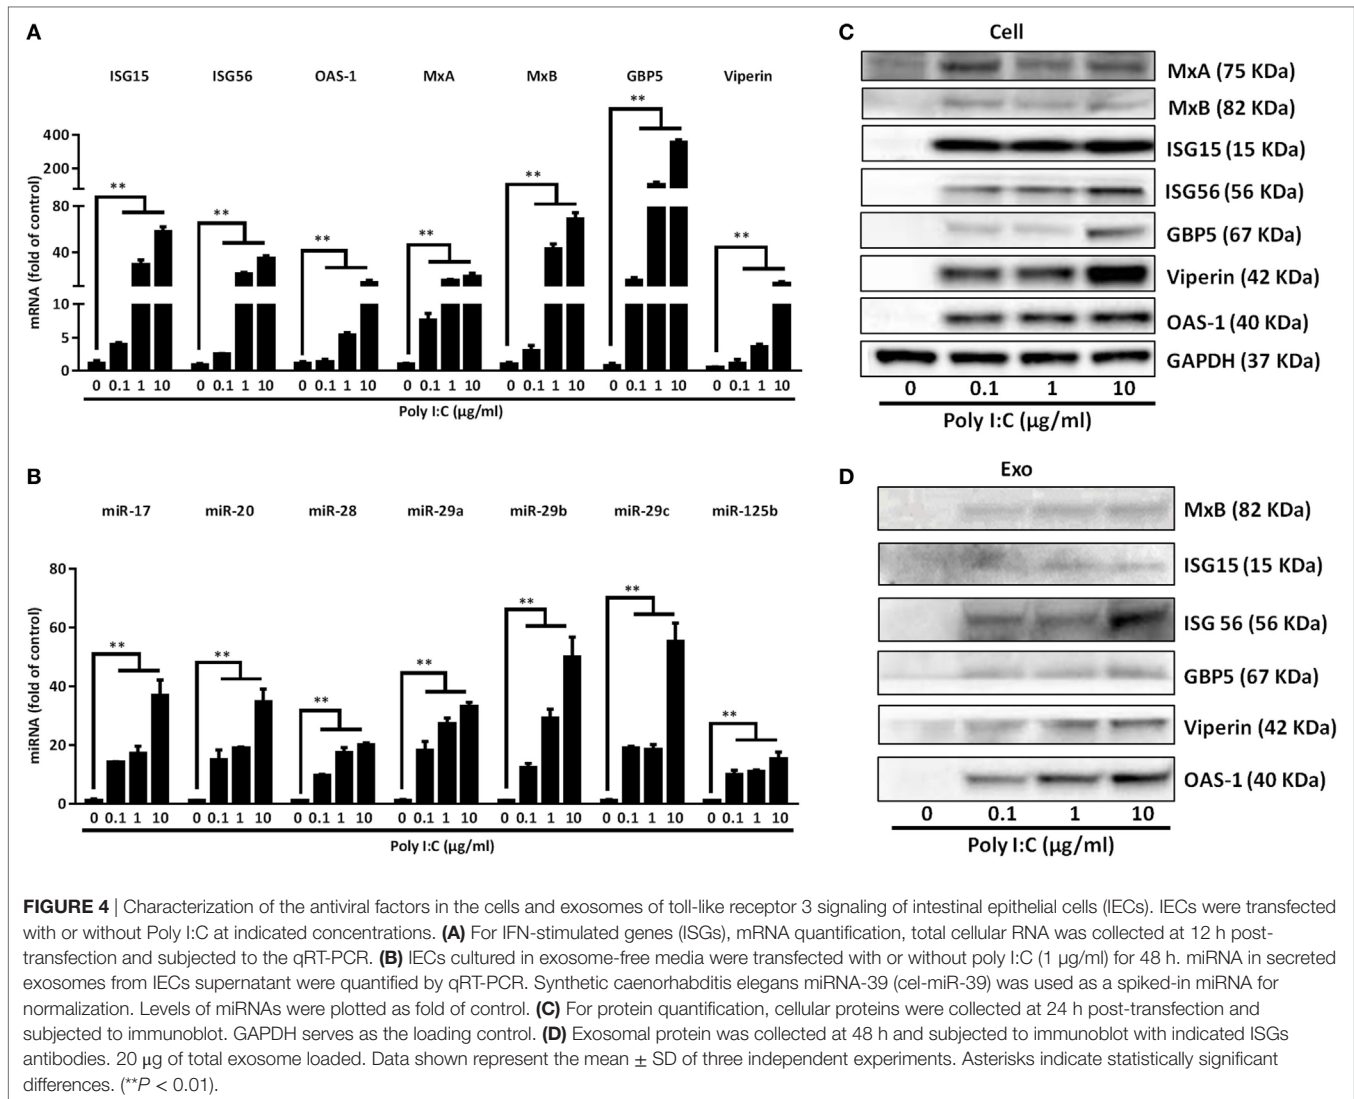 A
ISG15 ISG56 OAS-1 MxA MxB GBP5 Viperin
mRNA (fold of control)
400
200
80
40
10
5
0
** ** ** ** ** ** **
0 0.1 1 10 0 0.1 1 10 0 0.1 1 10 0 0.1 1 10 0 0.1 1 10 0 0.1 1 10 0 0.1 1 10
Poly I:C (μg/ml)
B
miR-17 miR-20 miR-28 miR-29a miR-29b miR-29c miR-125b
miRNA (fold of control)
80
60
40
20
0
** ** ** ** ** ** **
0 0.1 1 10 0 0.1 1 10 0 0.1 1 10 0 0.1 1 10 0 0.1 1 10 0 0.1 1 10 0 0.1 1 10
Poly I:C (μg/ml)
C
Cell
MxA (75 KDa)
MxB (82 KDa)
ISG15 (15 KDa)
ISG56 (56 KDa)
GBP5 (67 KDa)
Viperin (42 KDa)
OAS-1 (40 KDa)
GAPDH (37 KDa)
0 0.1 1 10
Poly I:C (μg/ml)
D
Exo
MxB (82 KDa)
ISG15 (15 KDa)
ISG 56 (56 KDa)
GBP5 (67 KDa)
Viperin (42 KDa)
OAS-1 (40 KDa)
0 0.1 1 10
Poly I:C (μg/ml)
FIGURE 4 | Characterization of the antiviral factors in the cells and exosomes of toll-like receptor 3 signaling of intestinal epithelial cells (IECs). IECs were transfected
with or without Poly I:C at indicated concentrations. (A) For IFN-stimulated genes (ISGs), mRNA quantification, total cellular RNA was collected at 12 h post-
transfection and subjected to the qRT-PCR. (B) IECs cultured in exosome-free media were transfected with or without poly I:C (1 μg/ml) for 48 h. miRNA in secreted
exosomes from IECs supernatant were quantified by qRT-PCR. Synthetic caenorhabditis elegans miRNA-39 (cel-miR-39) was used as a spiked-in miRNA for
normalization. Levels of miRNAs were plotted as fold of control. (C) For protein quantification, cellular proteins were collected at 24 h post-transfection and
subjected to immunoblot. GAPDH serves as the loading control. (D) Exosomal protein was collected at 48 h and subjected to immunoblot with indicated ISGs
antibodies. 20 μg of total exosome loaded. Data shown represent the mean ± SD of three independent experiments. Asterisks indicate statistically significant
differences. (**P < 0.01).